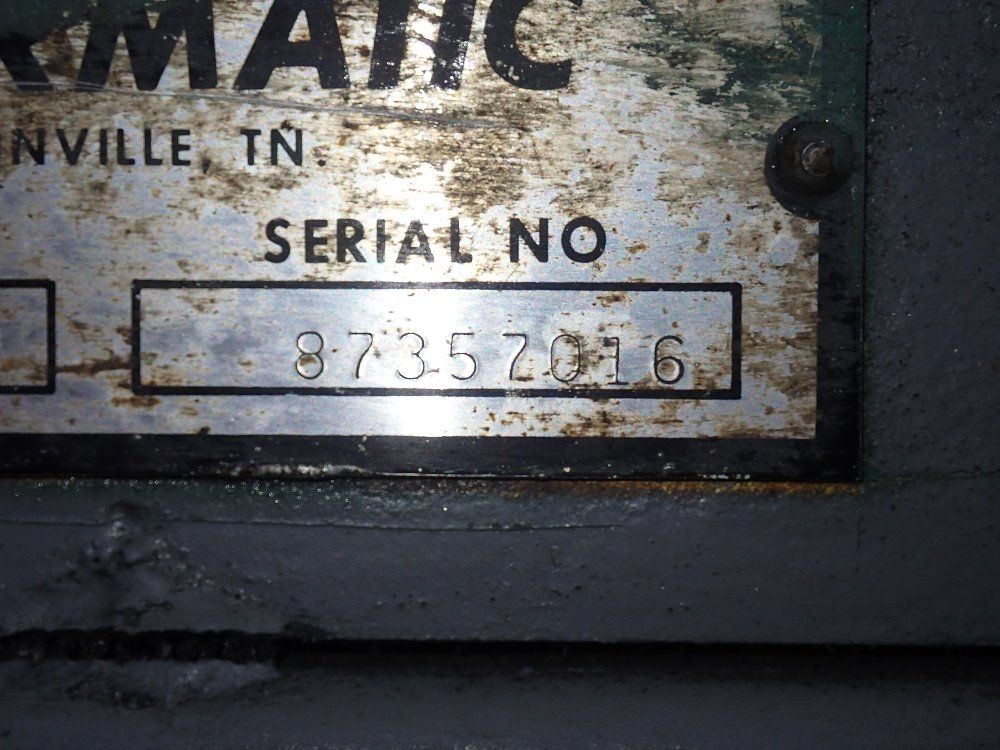 RMATIC
NVILLE, TN.
SERIAL NO
87357016